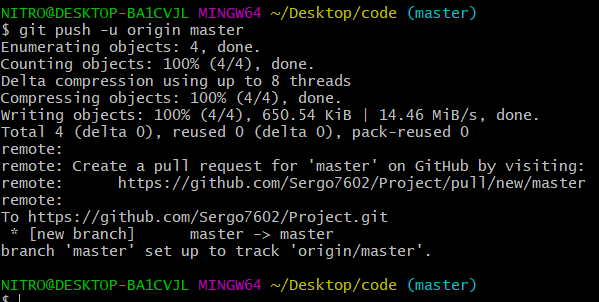 NITRO@DESKTOP-BA1CVJL MINGW64 ~/Desktop/code (master)
$ git push -u origin master
Enumerating objects: 4, done.
Counting objects: 100% (4/4), done.
Delta compression using up to 8 threads
Compressing objects: 100% (4/4), done.
Writing objects: 100% (4/4), 650.54 KiB | 14.46 MiB/s, done.
Total 4 (delta 0), reused 0 (delta 0), pack-reused 0
remote:
remote: Create a pull request for 'master' on GitHub by visiting:
remote:      https://github.com/Sergo7602/Project/pull/new/master
remote:
To https://github.com/Sergo7602/Project.git
 * [new branch]      master -> master
branch 'master' set up to track 'origin/master'.
NITRO@DESKTOP-BA1CVJL MINGW64 ~/Desktop/code (master)
$